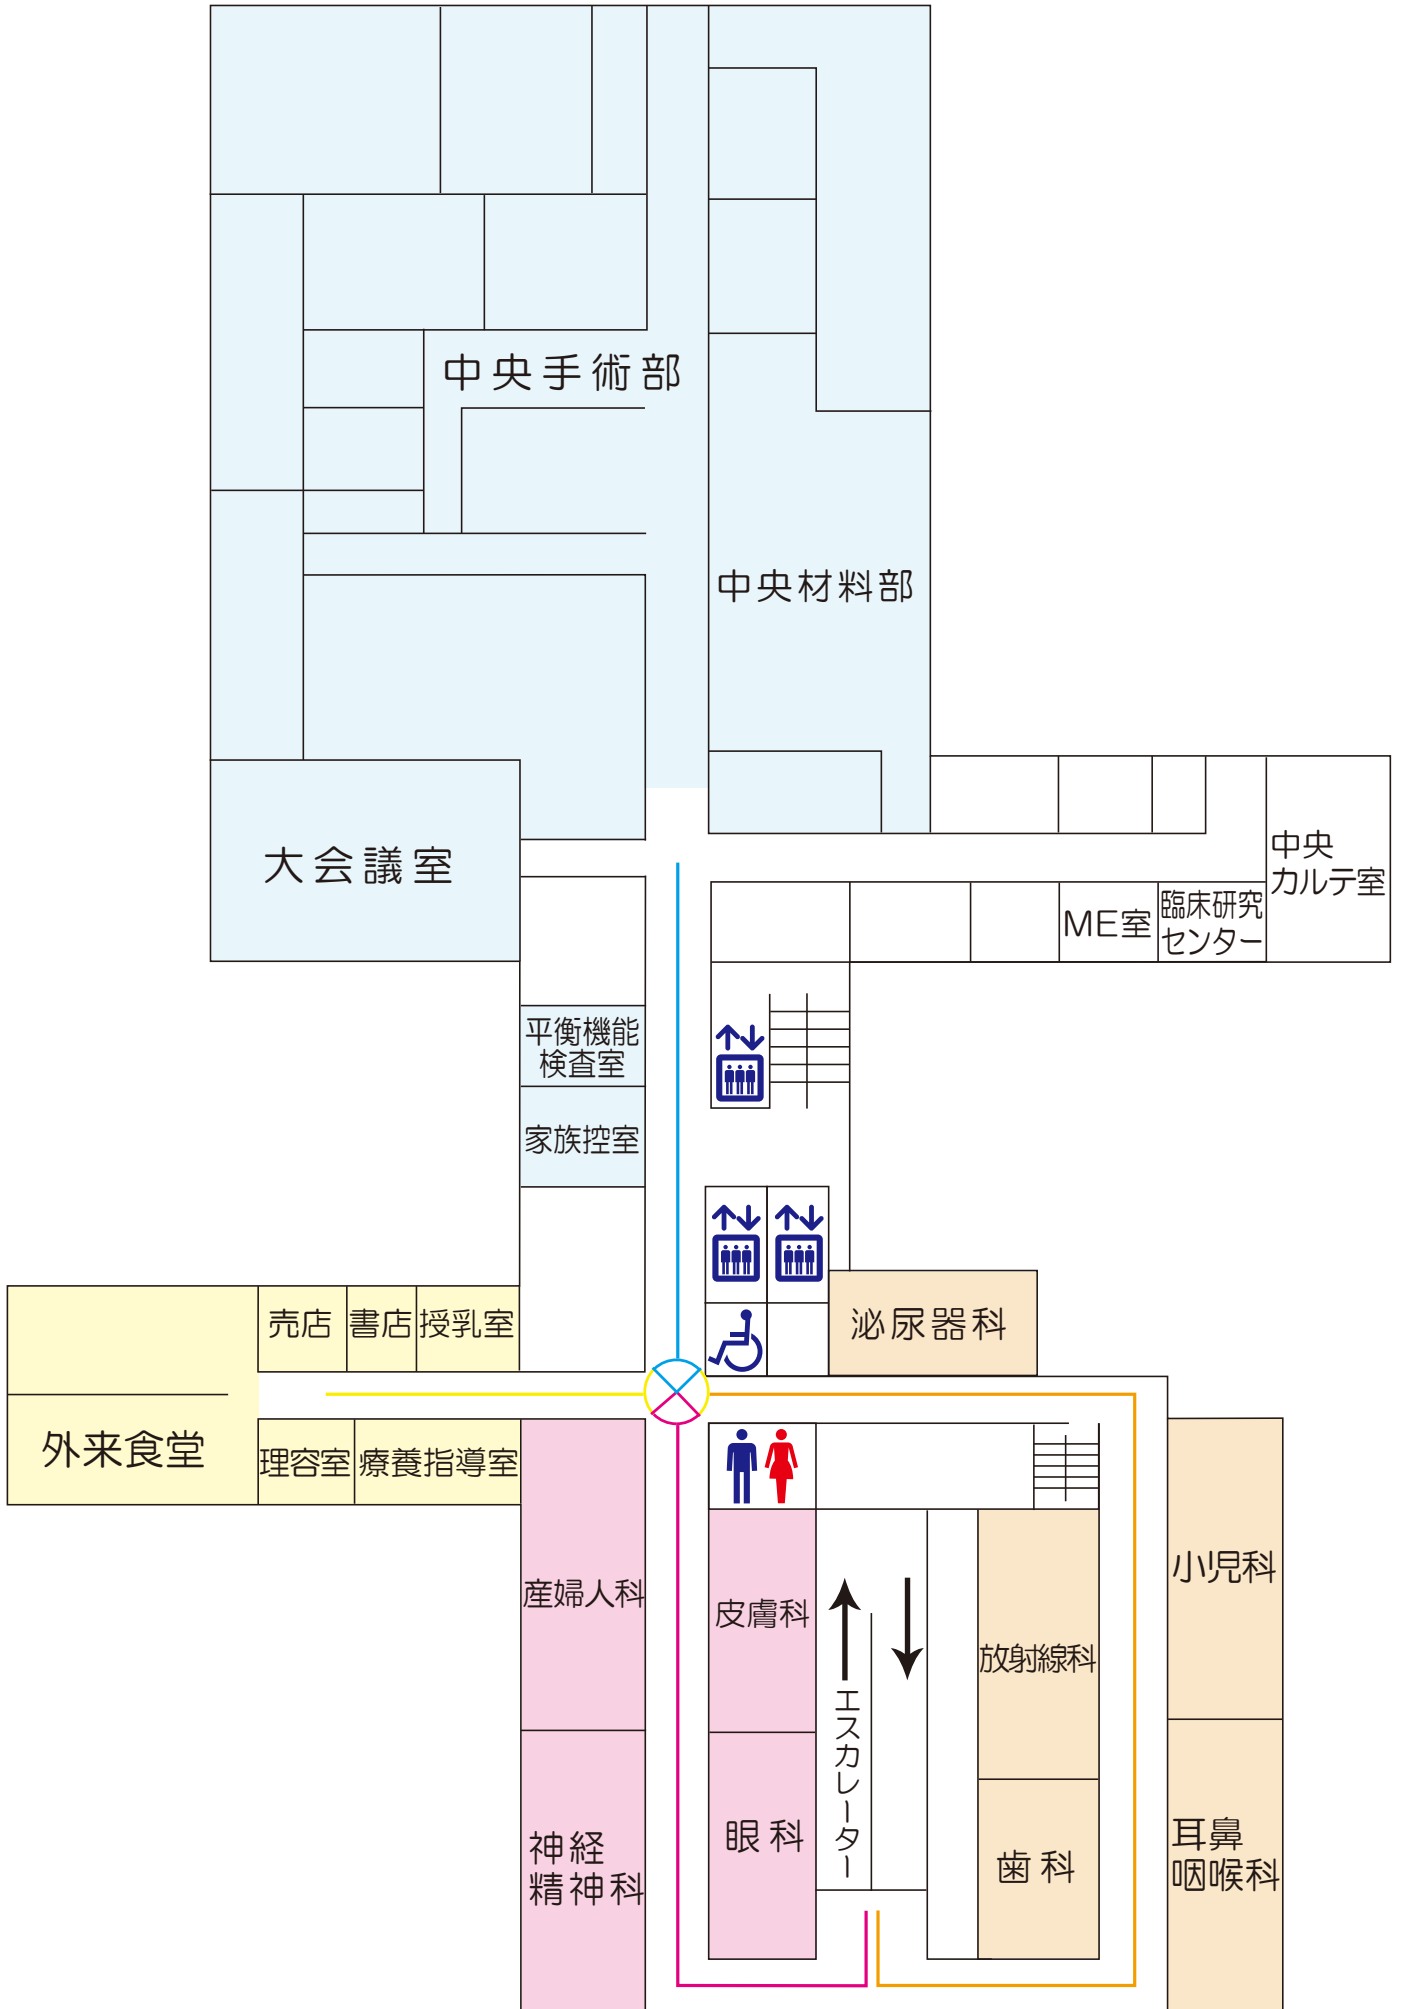 中央手術部
中央材料部
大会議室
中央
カルテ室
ME室
臨床研究
センター
平衡機能
検査室
家族控室
売店
書店
授乳室
泌尿器科
外来食堂
理容室
療養指導室
産婦人科
皮膚科
エスカレーター
放射線科
小児科
神経
精神科
眼科
歯科
耳鼻
咽喉科